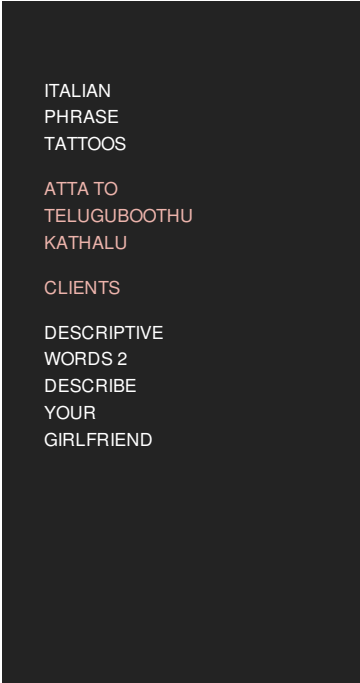 ITALIAN
PHRASE
TATTOOS
ATTA TO
TELUGUBOOTHU
KATHALU
CLIENTS
DESCRIPTIVE
WORDS 2
DESCRIBE
YOUR
GIRLFRIEND